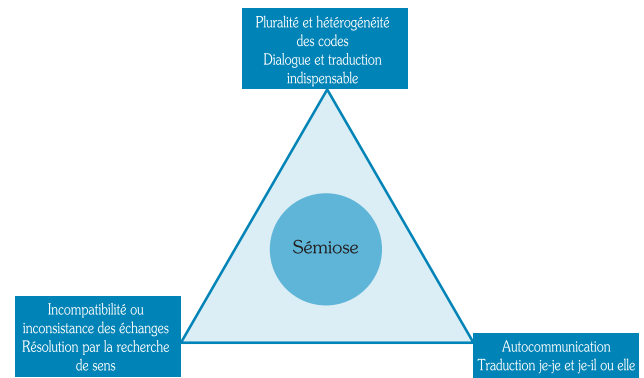 Pluralité et hétérogénéité
des codes
Dialogue et traduction
indispensable
Sémiose
Incompatibilité ou
inconsistance des échanges
Résolution par la recherche
de sens
Autocommunication
Traduction je-je et je-il ou elle